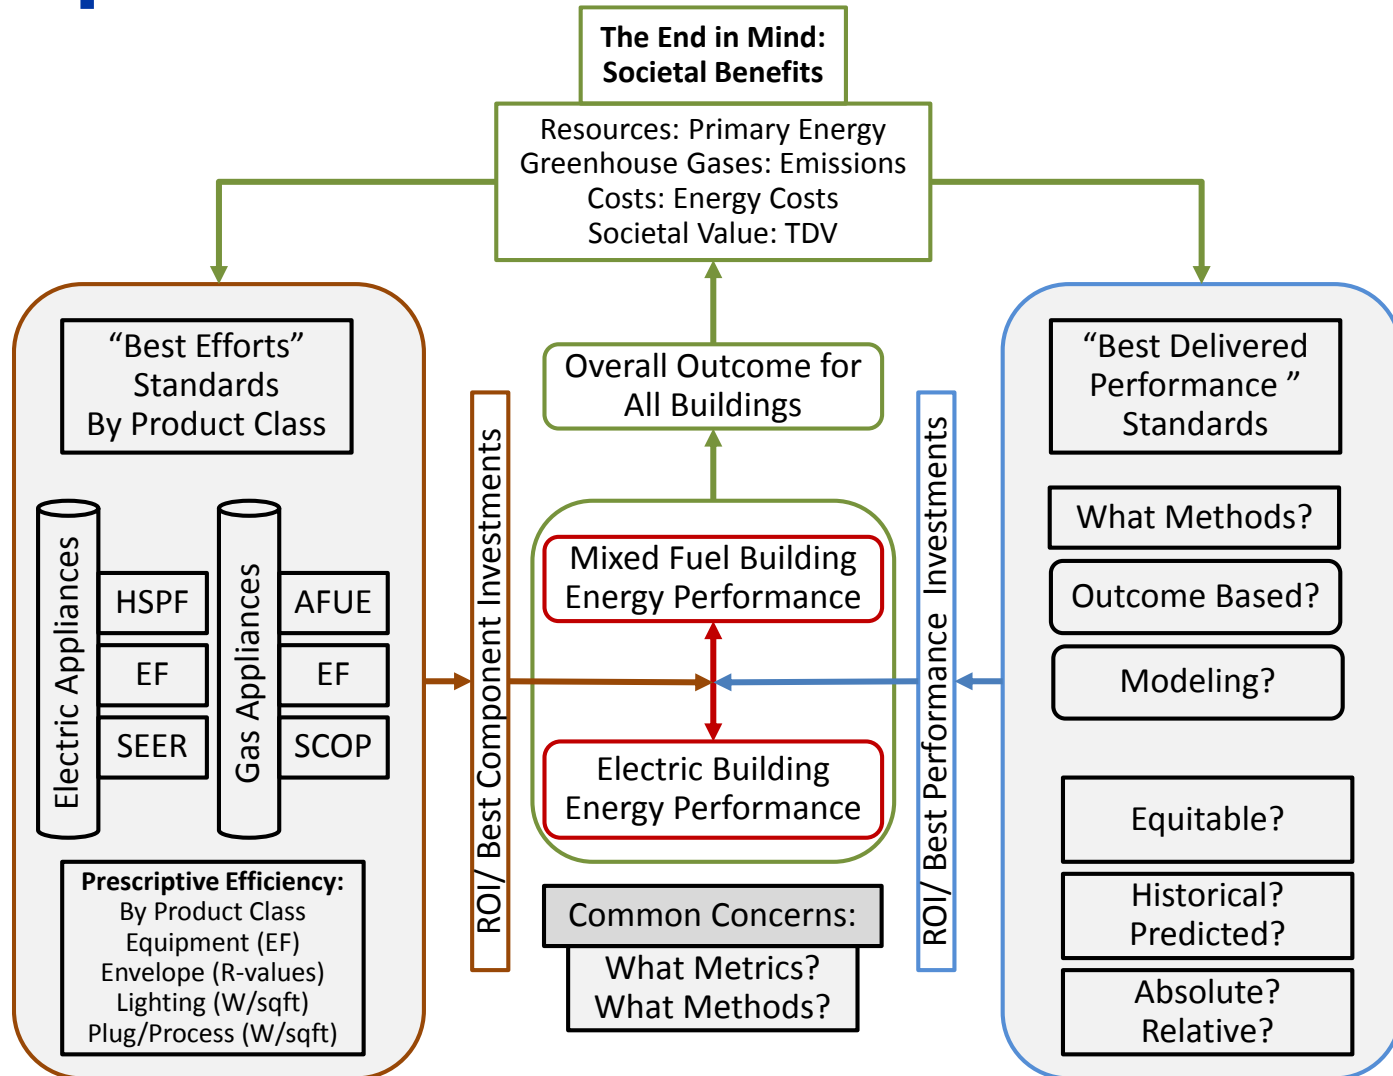 The End in Mind:
Societal Benefits
Resources: Primary Energy
Greenhouse Gases: Emissions
Costs: Energy Costs
Societal Value: TDV
“Best Efforts”
Standards
By Product Class
Electric Appliances
HSPF
EF
SEER
Gas Appliances
AFUE
EF
SCOP
Prescriptive Efficiency:
By Product Class
Equipment (EF)
Envelope (R-values)
Lighting (W/sqft)
Plug/Process (W/sqft)
ROI/ Best Component Investments
Overall Outcome for
All Buildings
Mixed Fuel Building
Energy Performance
Electric Building
Energy Performance
Common Concerns:
What Metrics?
What Methods?
ROI/ Best Performance Investments
“Best Delivered
Performance ”
Standards
What Methods?
Outcome Based?
Modeling?
Equitable?
Historical?
Predicted?
Absolute?
Relative?